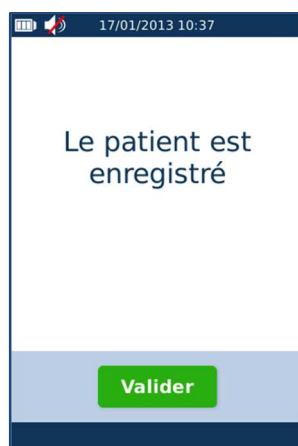 17/01/2013 10:37
Le patient est
enregistré
Valider